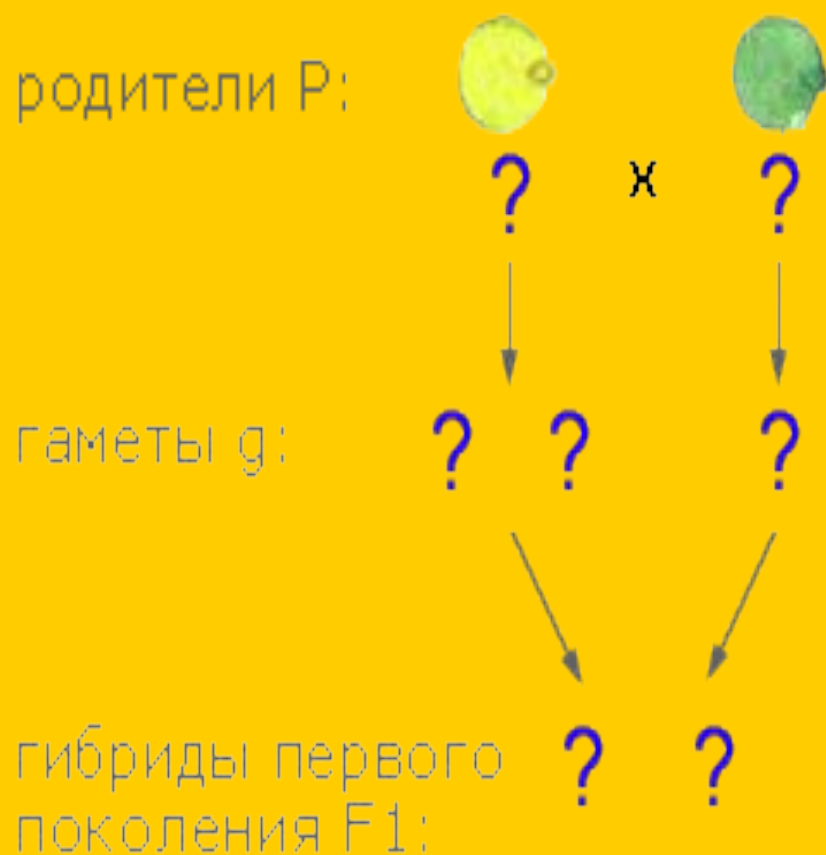 родители P:
? x ?
гаметы g:
? ? ?
гибриды первого ? ?
поколения F1: